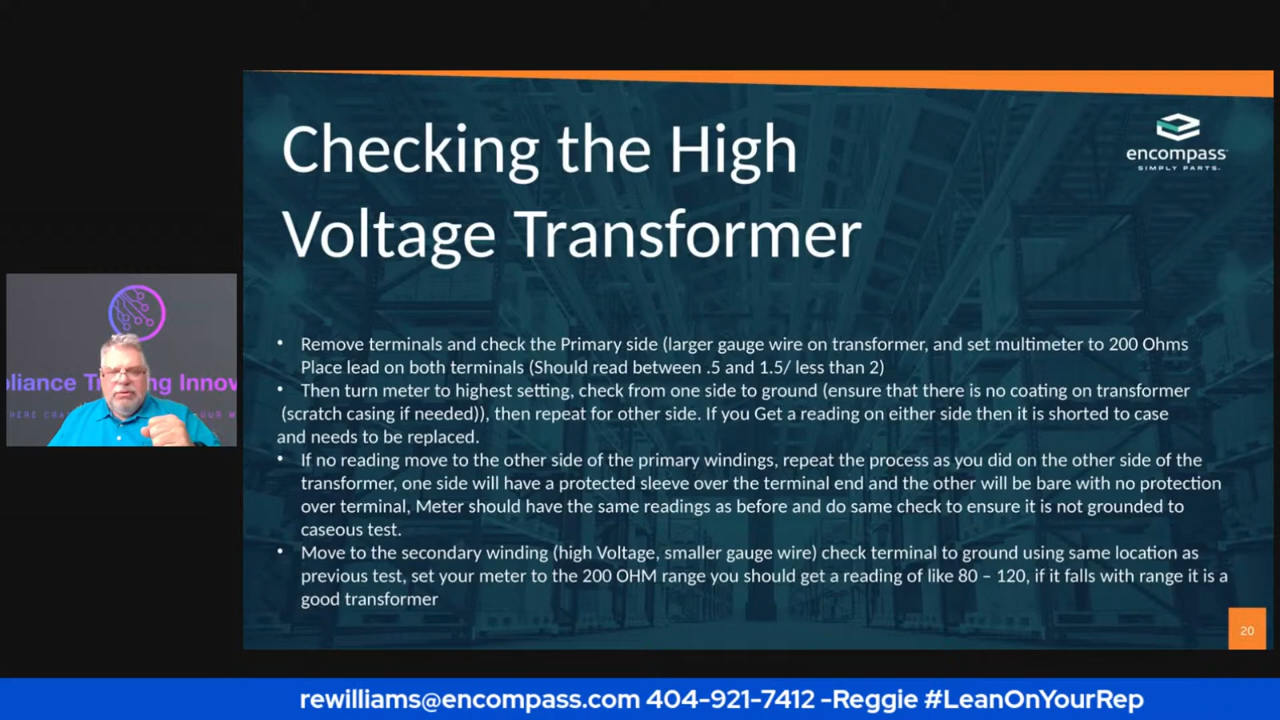 Checking the High
Voltage Transformer
encompass
SIMPLY PARTS.
pliance Tr ning Innov
• Remove terminals and check the Primary side (larger gauge wire on transformer, and set multimeter to 200 Ohms
Place lead on both terminals (Should read between .5 and 1.5/ less than 2)
• Then turn meter to highest setting, check from one side to ground (ensure that there is no coating on transformer
(scratch casing if needed)), then repeat for other side. If you Get a reading on either side then it is shorted to case
and needs to be replaced.
• If no reading move to the other side of the primary windings, repeat the process as you did on the other side of the
transformer, one side will have a protected sleeve over the terminal end and the other will be bare with no protection
over terminal, Meter should have the same readings as before and do same check to ensure it is not grounded to
caseous test.
• Move to the secondary winding (high Voltage, smaller gauge wire) check terminal to ground using same location as
previous test, set your meter to the 200 OHM range you should get a reading of like 80 – 120, if it falls with range it is a
good transformer
20
rewilliams@encompass.com 404-921-7412 -Reggie #LeanOnYourRep